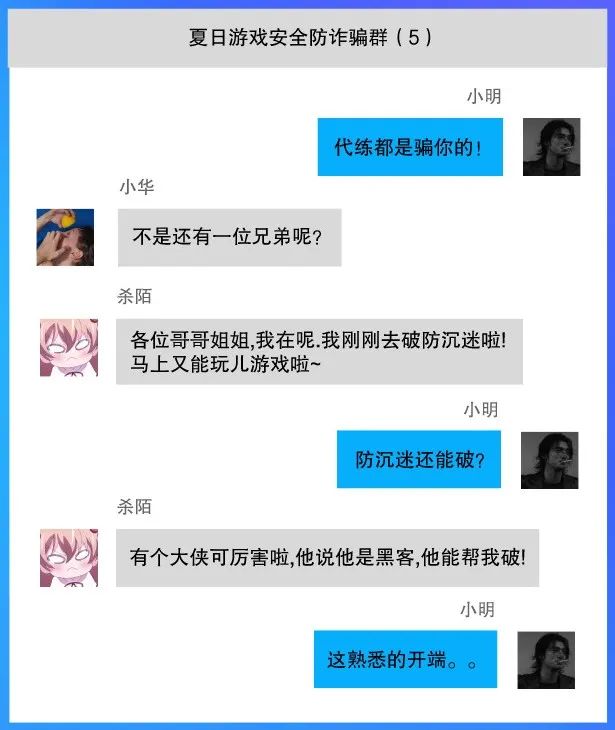 夏日游戏安全防诈骗群（5）
小明
代练都是骗你的！
小华
不是还有一位兄弟呢?
杀陌
各位哥哥姐姐,我在呢.我刚刚去破防沉迷啦!
马上又能玩儿游戏啦~
小明
防沉迷还能破?
杀陌
有个大侠可厉害啦,他说他是黑客,他能帮我破!
小明
这熟悉的开端。。